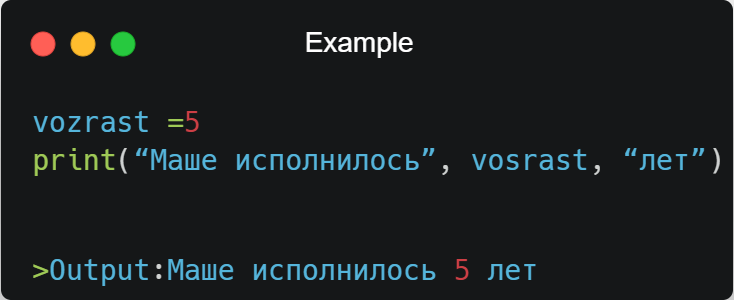 Example
vozrast =5
print(“Маше исполнилось”, vosrast, “лет”)
>Output:Маше исполнилось 5 лет